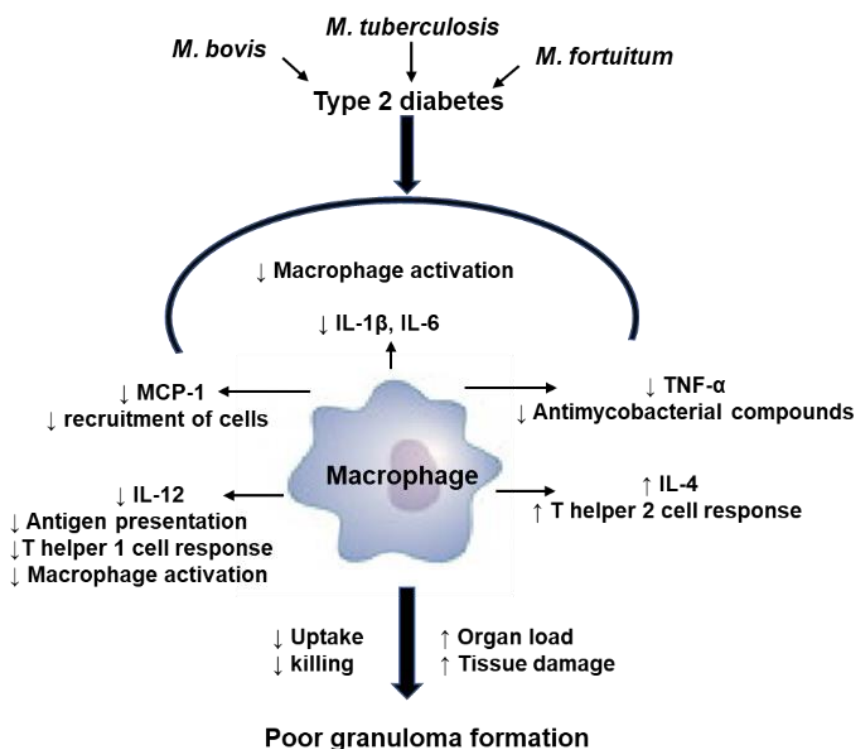 M. tuberculosis
M. bovis
M. fortuitum
Type 2 diabetes
↓ Macrophage activation
↓ IL-1β, IL-6
↓ MCP-1
↓ recruitment of cells
↓ TNF-α
↓ Antimycobacterial compounds
Macrophage
↓ IL-12
↓ Antigen presentation
↓T helper 1 cell response
↓ Macrophage activation
↑ IL-4
↑ T helper 2 cell response
↓ Uptake
↓ killing
↑ Organ load
↑ Tissue damage
Poor granuloma formation